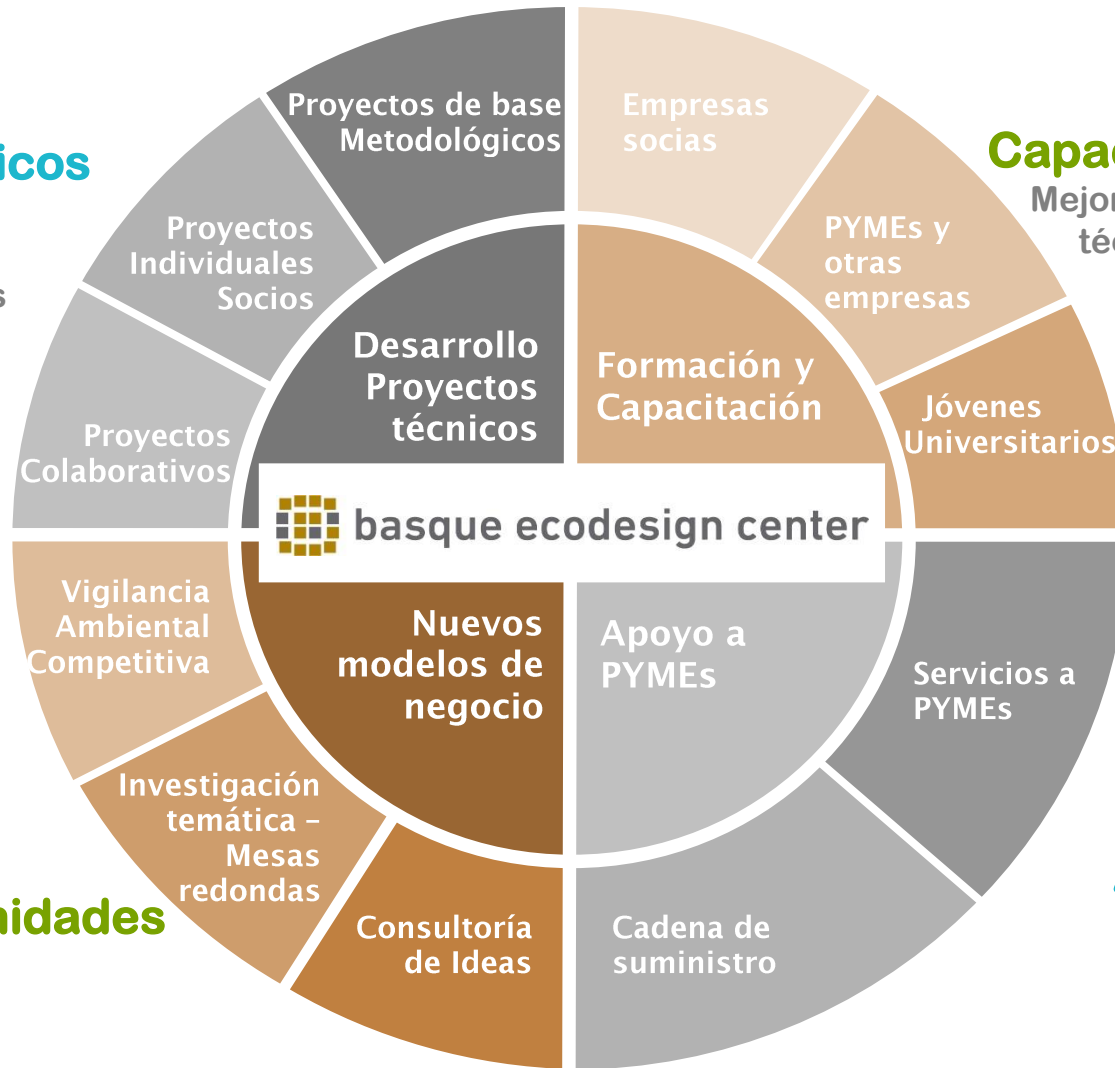 Proyectos de base
Metodológicos
Empresas
socias
icos
Capa
Mejor
téc
Proyectos
Individuales
Socios
s
PYMEs y
otras
empresas
Desarrollo
Proyectos
técnicos
Formación y
Capacitación
Proyectos
Colaborativos
Jóvenes
Universitarios
basque ecodesign center
Vigilancia
Ambiental
Competitiva
Nuevos
modelos de
negocio
Apoyo a
PYMEs
Servicios a
PYMEs
Investigación
temática –
Mesas
redondas
nidades
Consultoría
de Ideas
Cadena de
suministro